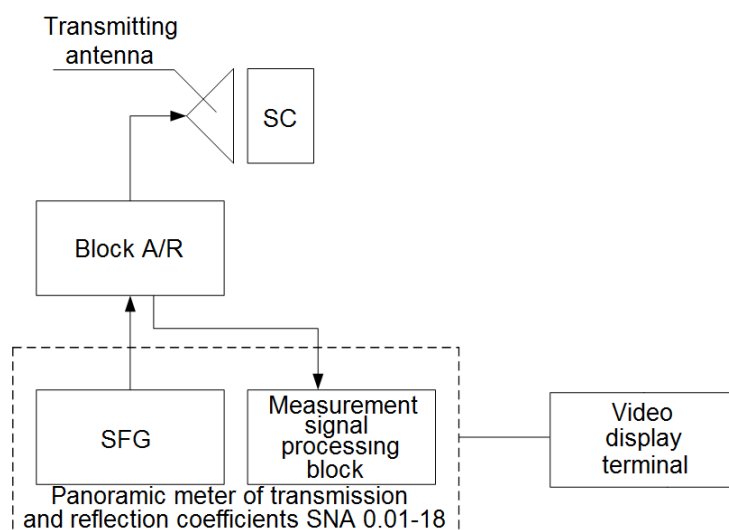 Transmitting
antenna
SC
Block A/R
SFG
Measurement
signal
processing
block
Video
display
terminal
Panoramic meter of transmission
and reflection coefficients SNA 0.01-18